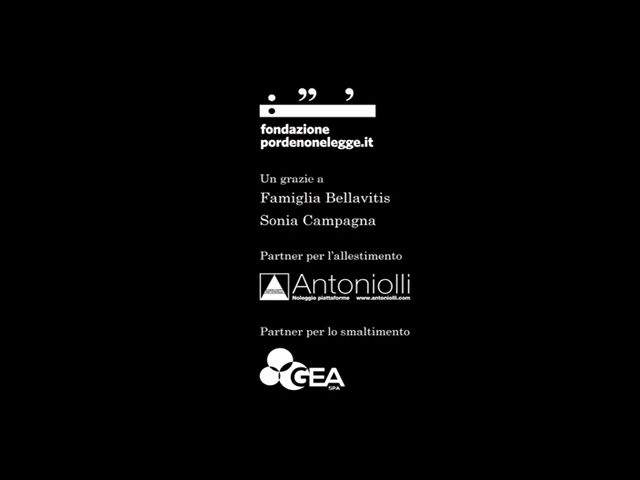 fondazione
pordenonelegge.it
Un grazie a
Famiglia Bellavitis
Sonia Campagna
Partner per l'allestimento
Antoniolli
Noleggio piattaforme www.antoniolli.com
Partner per lo smaltimento
GEA
SPA